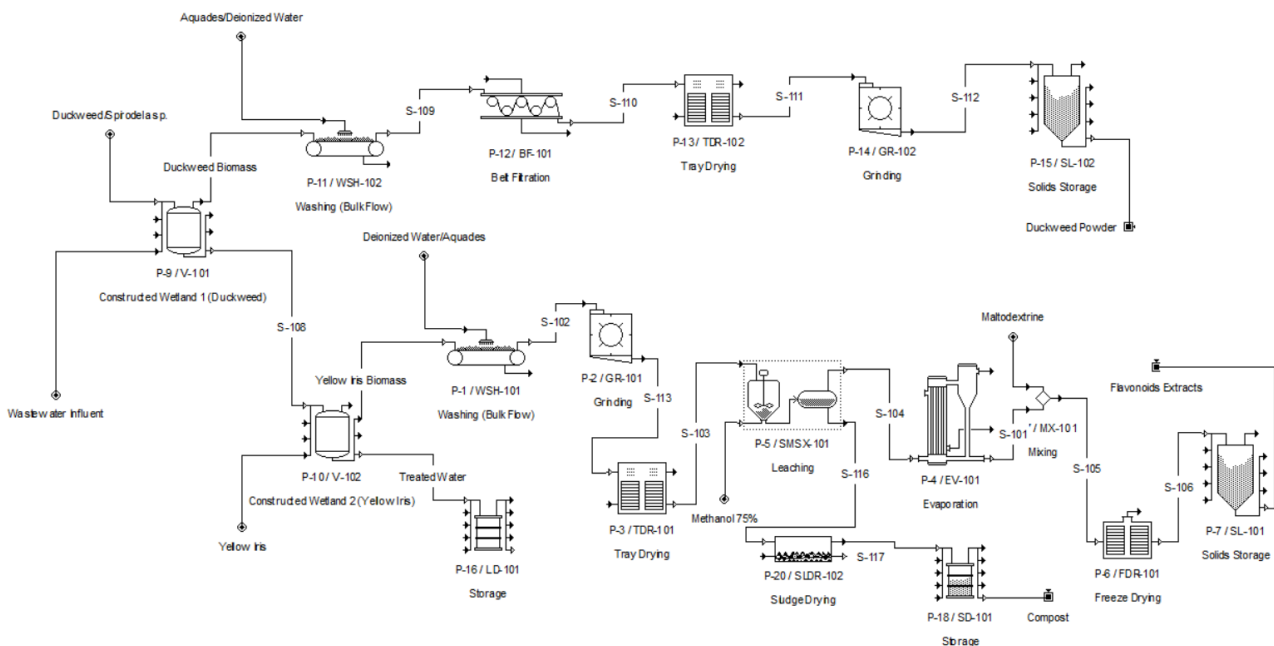 Aquades/Deionized Water
Duckweed/Spirodela sp.
Duckweed Biomass
S-109
P-11 / WSH-102
Washing (Bulk Flow)
P-12 / BF-101
Belt Filtration
S-110
P-13 / TDR-102
Tray Drying
S-111
P-14 / GR-102
Grinding
S-112
P-15 / SL-102
Solids Storage
Duckweed Powder
P-9 / V-101
Constructed Wetland 1 (Duckweed)
S-108
Wastewater Influent
Deionized Water/Aquades
Yellow Iris Biomass
P-1 / WSH-101
Washing (Bulk Flow)
S-102
P-2 / GR-101
Grinding
S-113
P-10 / V-102
Constructed Wetland 2 (Yellow Iris)
Yellow Iris
Treated Water
P-16 / LD-101
Storage
P-3 / TDR-101
Tray Drying
S-103
P-5 / SMSX-101
Leaching
Methanol 75%
S-104
S-116
P-4 / EV-101
Evaporation
Maltodextrine
S-101
/ MX-101
Mixing
S-105
P-20 / SLDR-102
Sludge Drying
S-117
P-18 / SD-101
Storage
Compost
P-6 / FDR-101
Freeze Drying
S-106
P-7 / SL-101
Solids Storage
Flavonoids Extracts